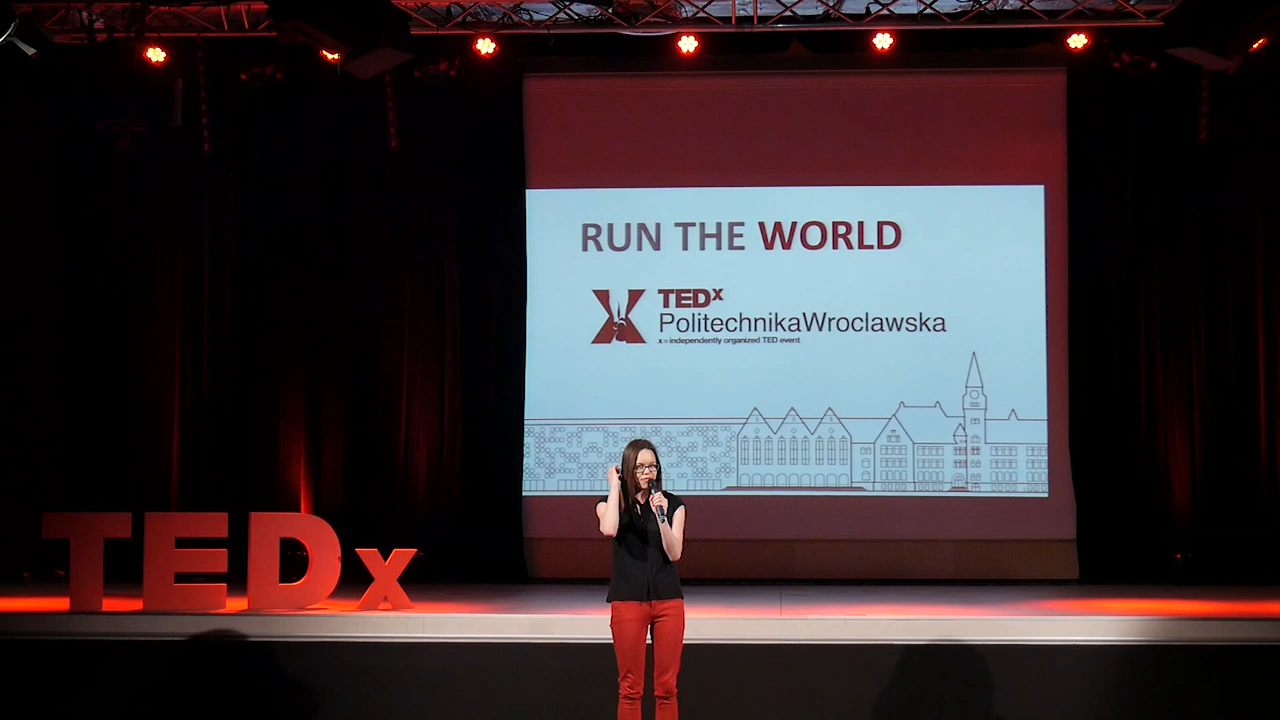 RUN THE WORLD
TEDx
PolitechnikaWroclawska
x = independently organized TED event
TEDx